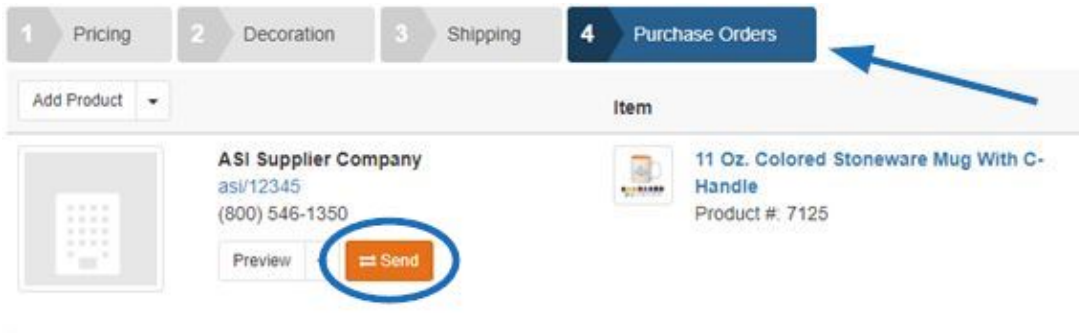 1 Pricing 2 Decoration 3 Shipping 4 Purchase Orders
Add Product
Item
ASI Supplier Company
asi/12345
(800) 546-1350
Preview
Send
11 Oz. Colored Stoneware Mug With C-
Handle
Product #: 7125